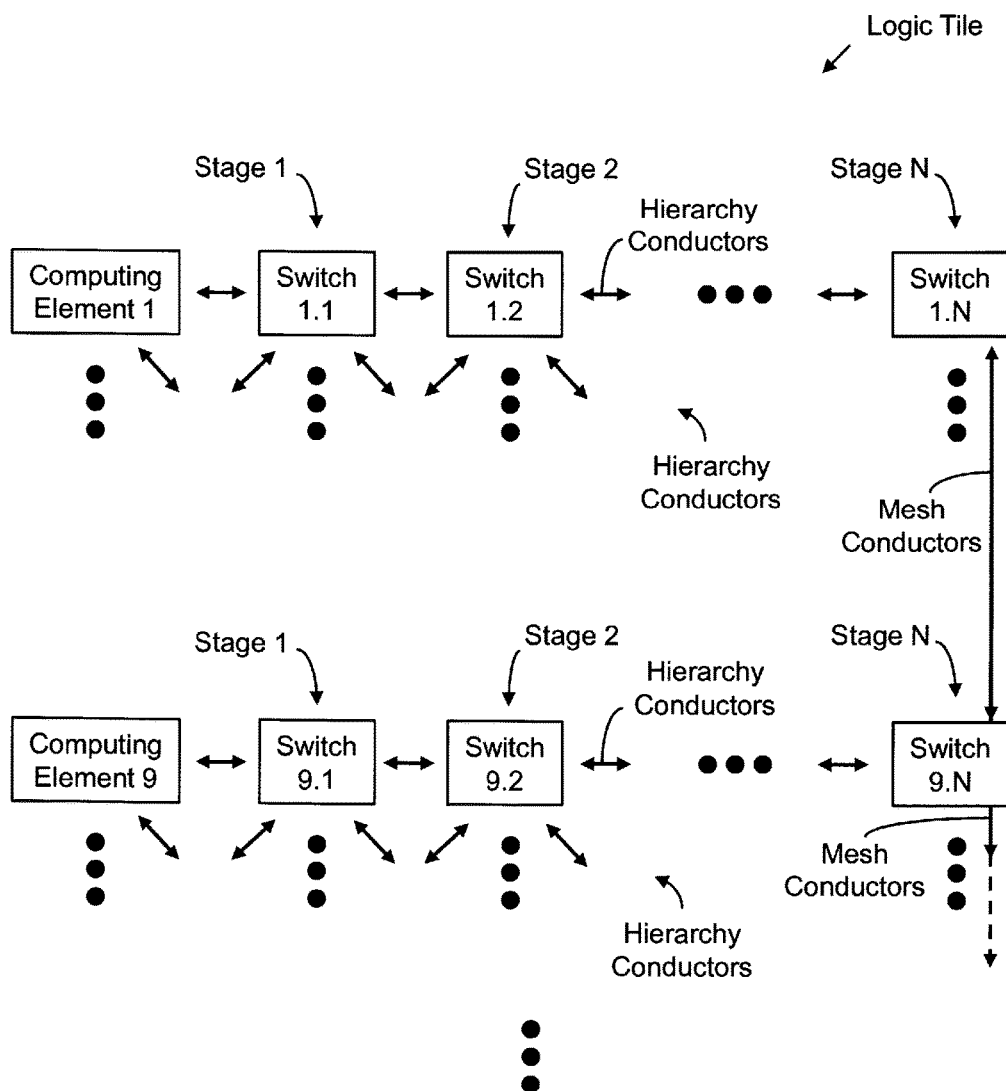 Logic Tile
Stage 1
Stage 2
Stage N
Hierarchy
Conductors
Computing
Element 1
Switch
1.1
Switch
1.2
Switch
1.N
Hierarchy
Conductors
Mesh
Conductors
Stage 1
Stage 2
Stage N
Hierarchy
Conductors
Computing
Element 9
Switch
9.1
Switch
9.2
Switch
9.N
Mesh
Conductors
Hierarchy
Conductors